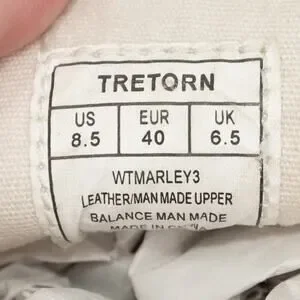 TRETORN
US EUR UK
8.5 40 6.5
WTMARLEY3
LEATHER/MAN MADE UPPER
BALANCE MAN MADE
MADE IN CHINA